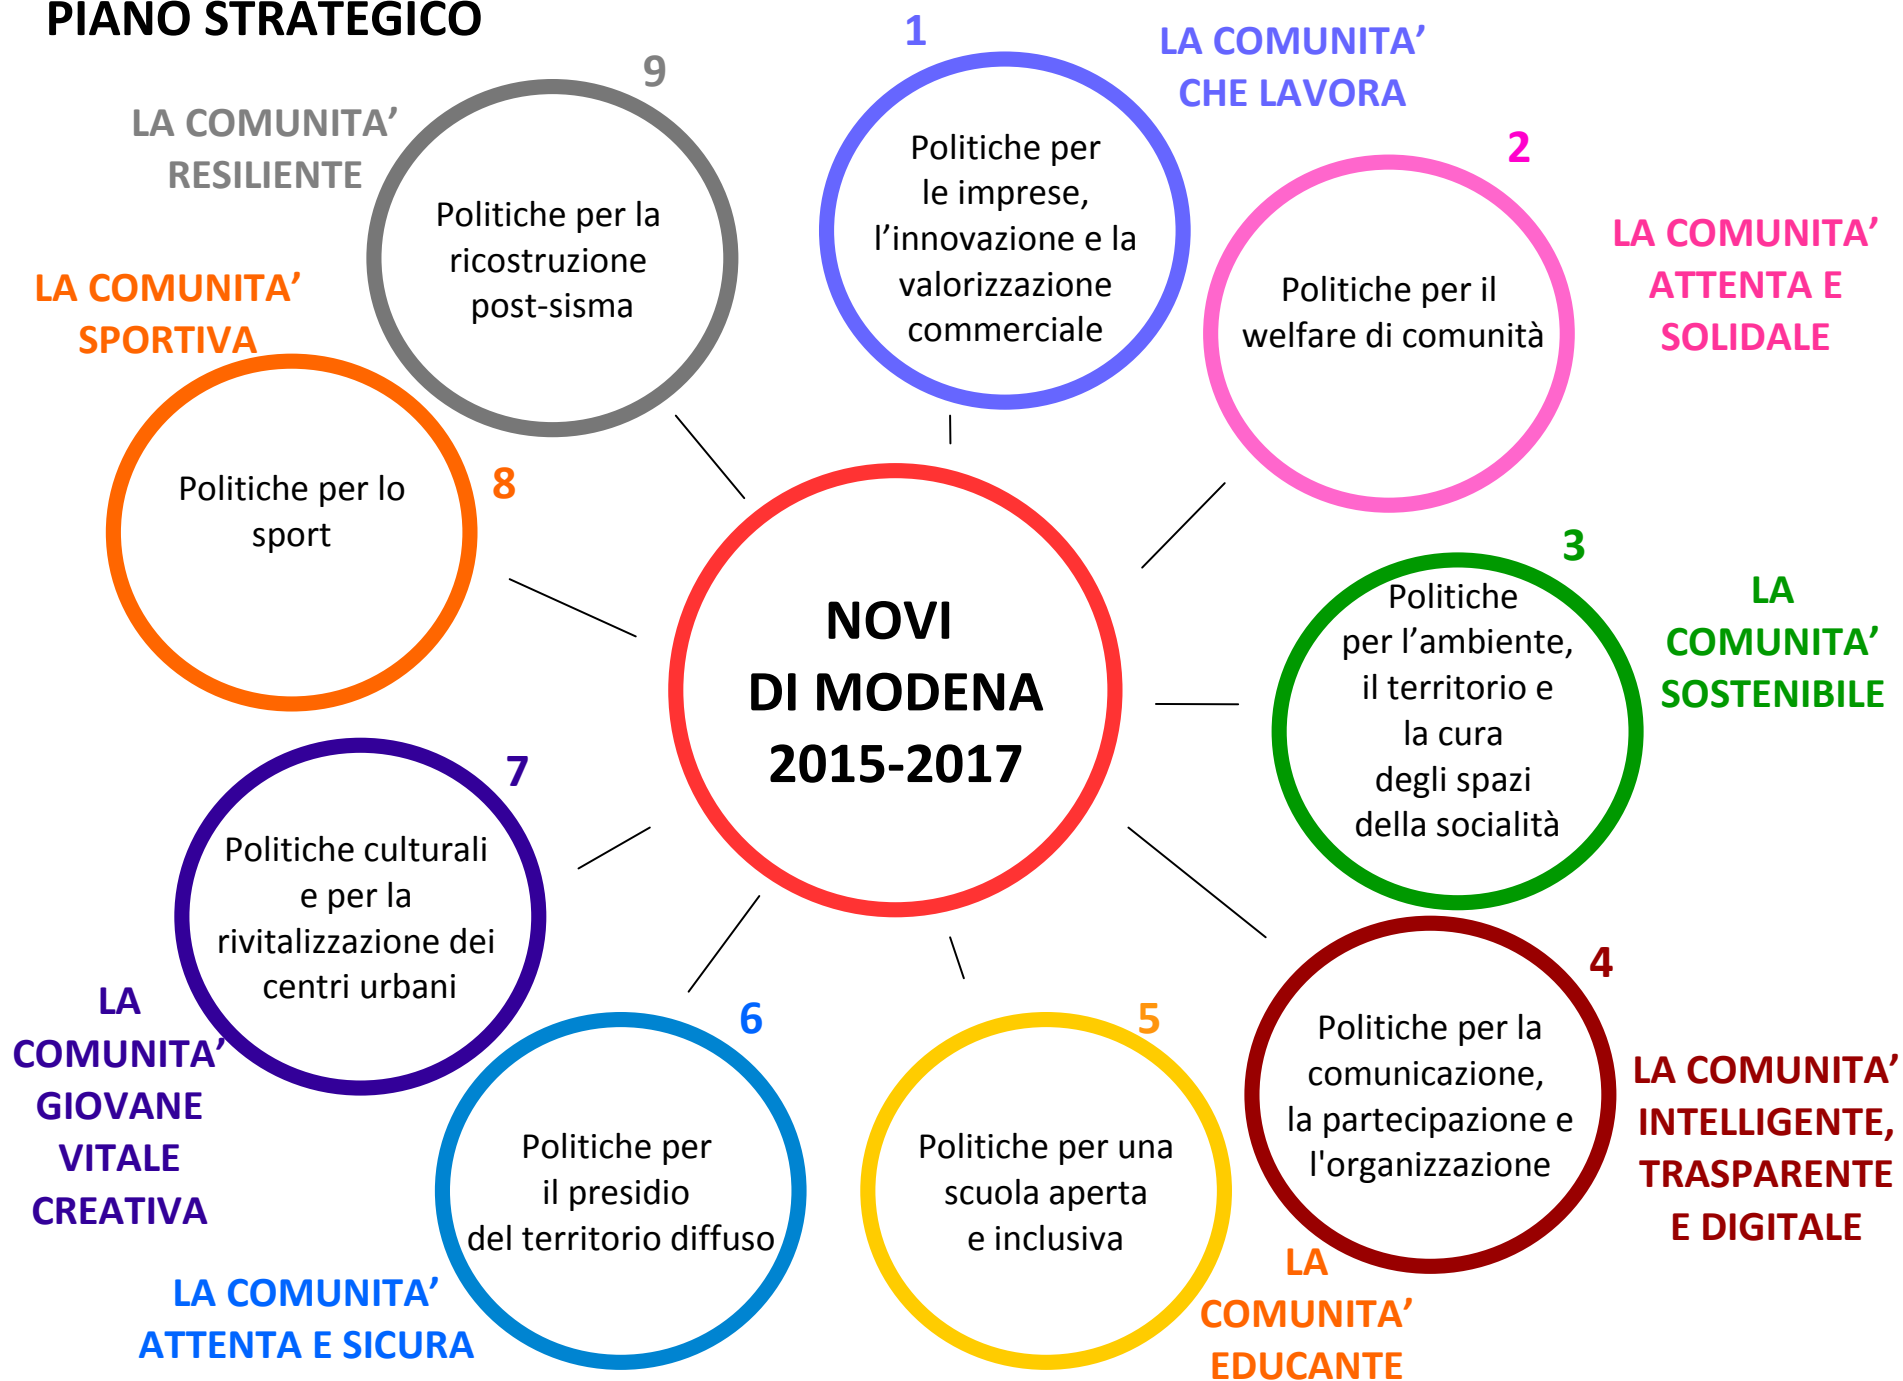 PIANO STRATEGICO
1
LA COMUNITA’
CHE LAVORA
Politiche per
le imprese,
l’innovazione e la
valorizzazione
commerciale
2
LA COMUNITA’
ATTENTA E
SOLIDALE
Politiche per il
welfare di comunità
3
LA
COMUNITA’
SOSTENIBILE
Politiche
per l’ambiente,
il territorio e
la cura
degli spazi
della socialità
4
LA COMUNITA’
INTELLIGENTE,
TRASPARENTE
E DIGITALE
Politiche per la
comunicazione,
la partecipazione e
l'organizzazione
5
LA
COMUNITA’
EDUCANTE
Politiche per una
scuola aperta
e inclusiva
6
LA COMUNITA’
ATTENTA E SICURA
Politiche per
il presidio
del territorio diffuso
7
LA
COMUNITA’
GIOVANE
VITALE
CREATIVA
Politiche culturali
e per la
rivitalizzazione dei
centri urbani
8
LA COMUNITA’
SPORTIVA
Politiche per lo
sport
9
LA COMUNITA’
RESILIENTE
Politiche per la
ricostruzione
post-sisma
NOVI
DI MODENA
2015-2017